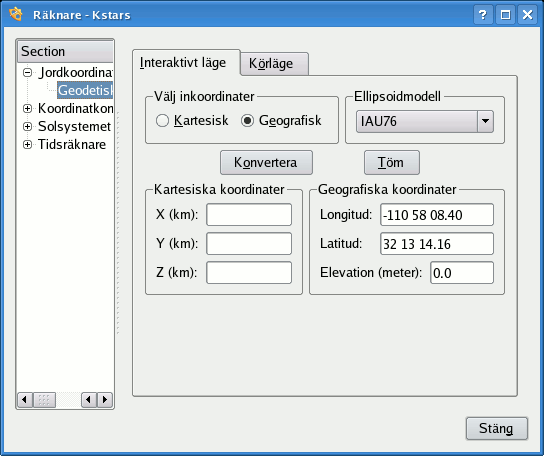 Räknare - Kstars
Section
Jordkoordinat
Geodetisk
Koordinatkon
Solsystemet
Tidsräknare
Interaktivt läge
Körläge
Välj inkoordinater
Kartesisk
Geografisk
Ellipsoidmodell
IAU76
Konvertera
Töm
Kartesiska koordinater
X (km):
Y (km):
Z (km):
Geografiska koordinater
Longitud: -110 58 08.40
Latitud: 32 13 14.16
Elevation (meter): 0.0
Stäng